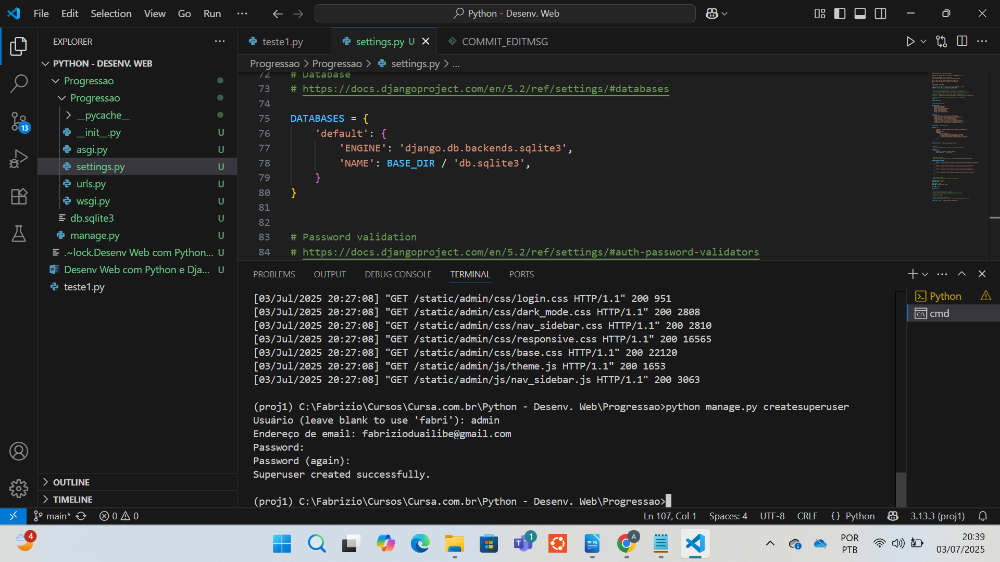 File Edit Selection View Go Run ···
Python - Desenv. Web
EXPLORER
PYTHON - DESENV. WEB
Progressao
Progressao
__pycache__
__init__.py U
asgi.py U
settings.py U
urls.py U
wsgi.py U
db.sqlite3 U
manage.py U
.~lock.Desenv Web com Python... U
Desenv Web com Python e Dja... U
teste1.py
OUTLINE
TIMELINE
13
teste1.py
settings.py U
COMMIT_EDITMSG
Progressao > Progressao > settings.py > ...
72 # Database
73 # https://docs.djangoproject.com/en/5.2/ref/settings/#databases
74
75 DATABASES = {
76 'default': {
77 'ENGINE': 'django.db.backends.sqlite3',
78 'NAME': BASE_DIR / 'db.sqlite3',
79 }
80 }
81
82
83 # Password validation
84 # https://docs.djangoproject.com/en/5.2/ref/settings/#auth-password-validators
PROBLEMS OUTPUT DEBUG CONSOLE TERMINAL PORTS
[03/Jul/2025 20:27:08] "GET /static/admin/css/login.css HTTP/1.1" 200 951
[03/Jul/2025 20:27:08] "GET /static/admin/css/dark_mode.css HTTP/1.1" 200 2808
[03/Jul/2025 20:27:08] "GET /static/admin/css/nav_sidebar.css HTTP/1.1" 200 2810
[03/Jul/2025 20:27:08] "GET /static/admin/css/responsive.css HTTP/1.1" 200 16565
[03/Jul/2025 20:27:08] "GET /static/admin/css/base.css HTTP/1.1" 200 22120
[03/Jul/2025 20:27:08] "GET /static/admin/js/theme.js HTTP/1.1" 200 1653
[03/Jul/2025 20:27:08] "GET /static/admin/js/nav_sidebar.js HTTP/1.1" 200 3063
(proj1) C:\Fabrizio\Cursos\Cursa.com.br\Python - Desenv. Web\Progressao>python manage.py createsuperuser
Usuário (leave blank to use 'fabri'): admin
Endereço de email: fabrizioduailibe@gmail.com
Password:
Password (again):
Superuser created successfully.
(proj1) C:\Fabrizio\Cursos\Cursa.com.br\Python - Desenv. Web\Progressao>
Python
cmd
main* 0 0
Ln 107, Col 1 Spaces: 4 UTF-8 CRLF {} Python 3.13.3 (proj1)
4
1
A
POR
PTB
20:39
03/07/2025